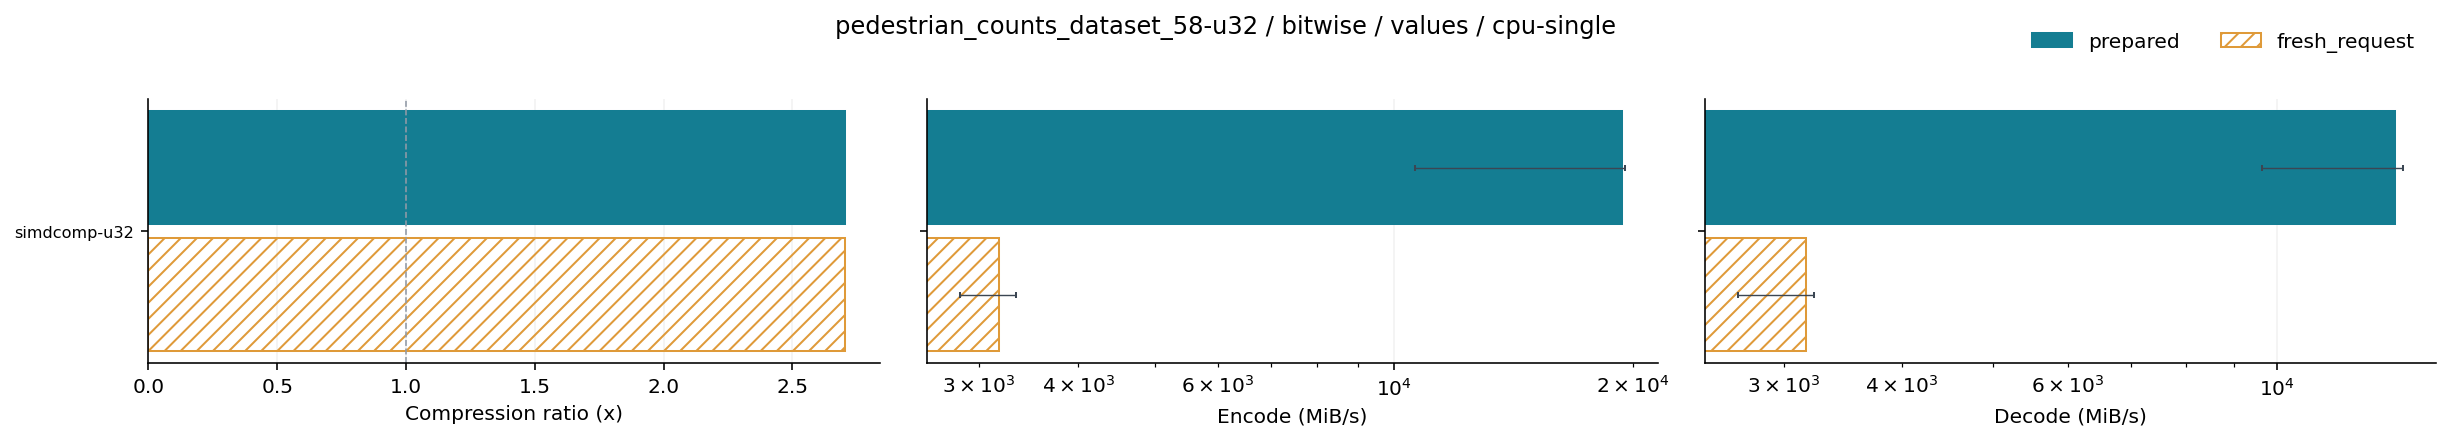 pedestrian_counts_dataset_58-u32 / bitwise / values / cpu-single
prepared
fresh_request
simdcomp-u32
0.0 0.5 1.0 1.5 2.0 2.5
Compression ratio (x)
3 × 10³ 4 × 10³ 6 × 10³ 10⁴ 2 × 10⁴
Encode (MiB/s)
3 × 10³ 4 × 10³ 6 × 10³ 10⁴
Decode (MiB/s)